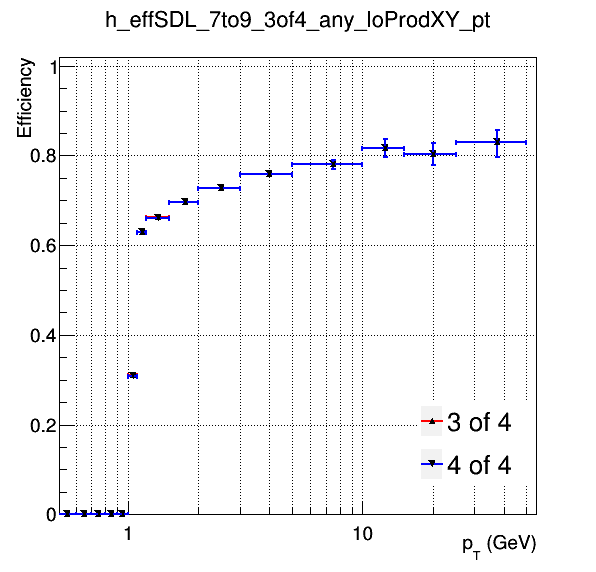 h_effSDL_7to9_3of4_any_loProdXY_pt
Efficiency
1
0.8
0.6
0.4
0.2
0
3 of 4
4 of 4
1
10
p_T (GeV)